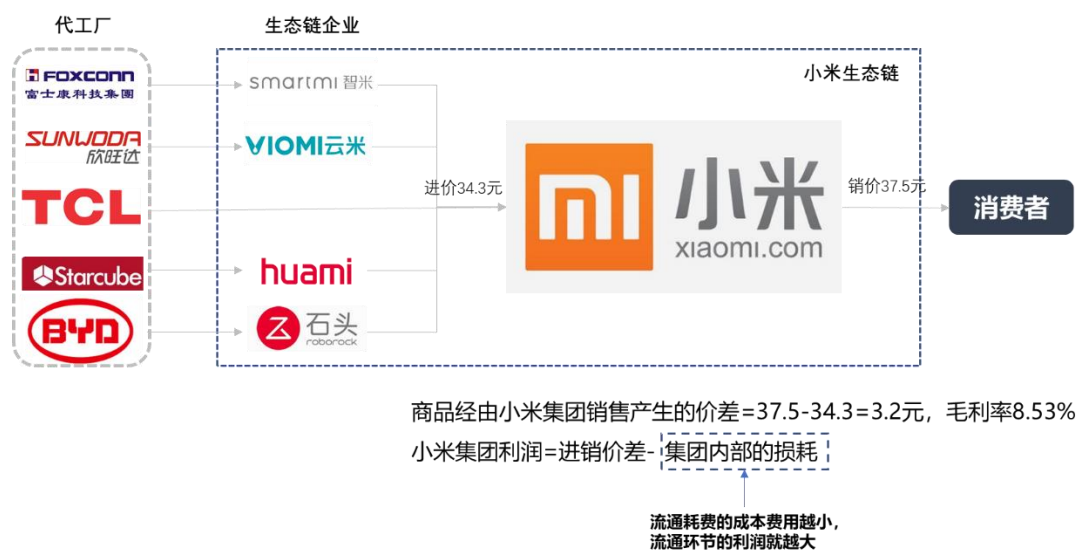 代工厂
生态链企业
小米生态链
FOXCONN
富士康科技集團
smartmi 智米
SUNWODA
欣旺达
VIOMI云米
TCL
进价34.3元
mi
小米
xiaomi.com
销价37.5元
消费者
Starcube
huami
BYD
石头
roborock
商品经由小米集团销售产生的价差=37.5-34.3=3.2元，毛利率8.53%
小米集团利润=进销价差- 集团内部的损耗
流通耗费的成本费用越小，
流通环节的利润就越大